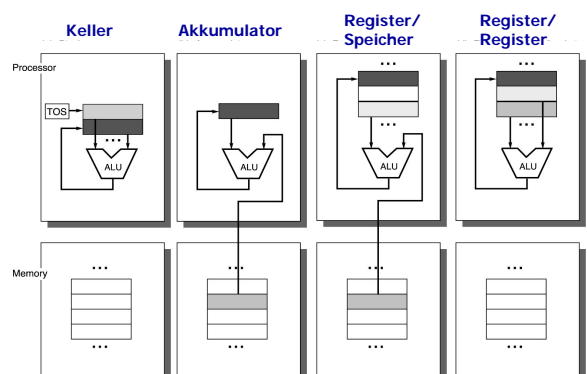 Keller
Akkumulator
Register/
Speicher
Register/
Register
Processor
TOS
...
ALU
ALU
...
...
ALU
...
...
ALU
Memory
...
...
...
...
...
...
...
...